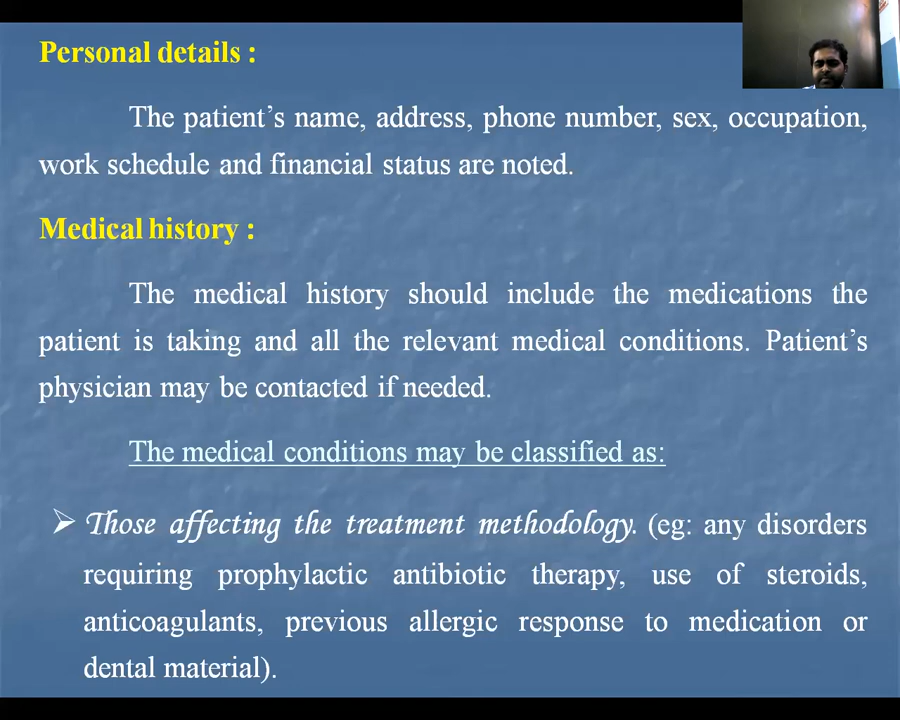 Personal details :
The patient’s name, address, phone number, sex, occupation,
work schedule and financial status are noted.
Medical history :
The medical history should include the medications the
patient is taking and all the relevant medical conditions. Patient’s
physician may be contacted if needed.
The medical conditions may be classified as:
➢ Those affecting the treatment methodology. (eg: any disorders
requiring prophylactic antibiotic therapy, use of steroids,
anticoagulants, previous allergic response to medication or
dental material).